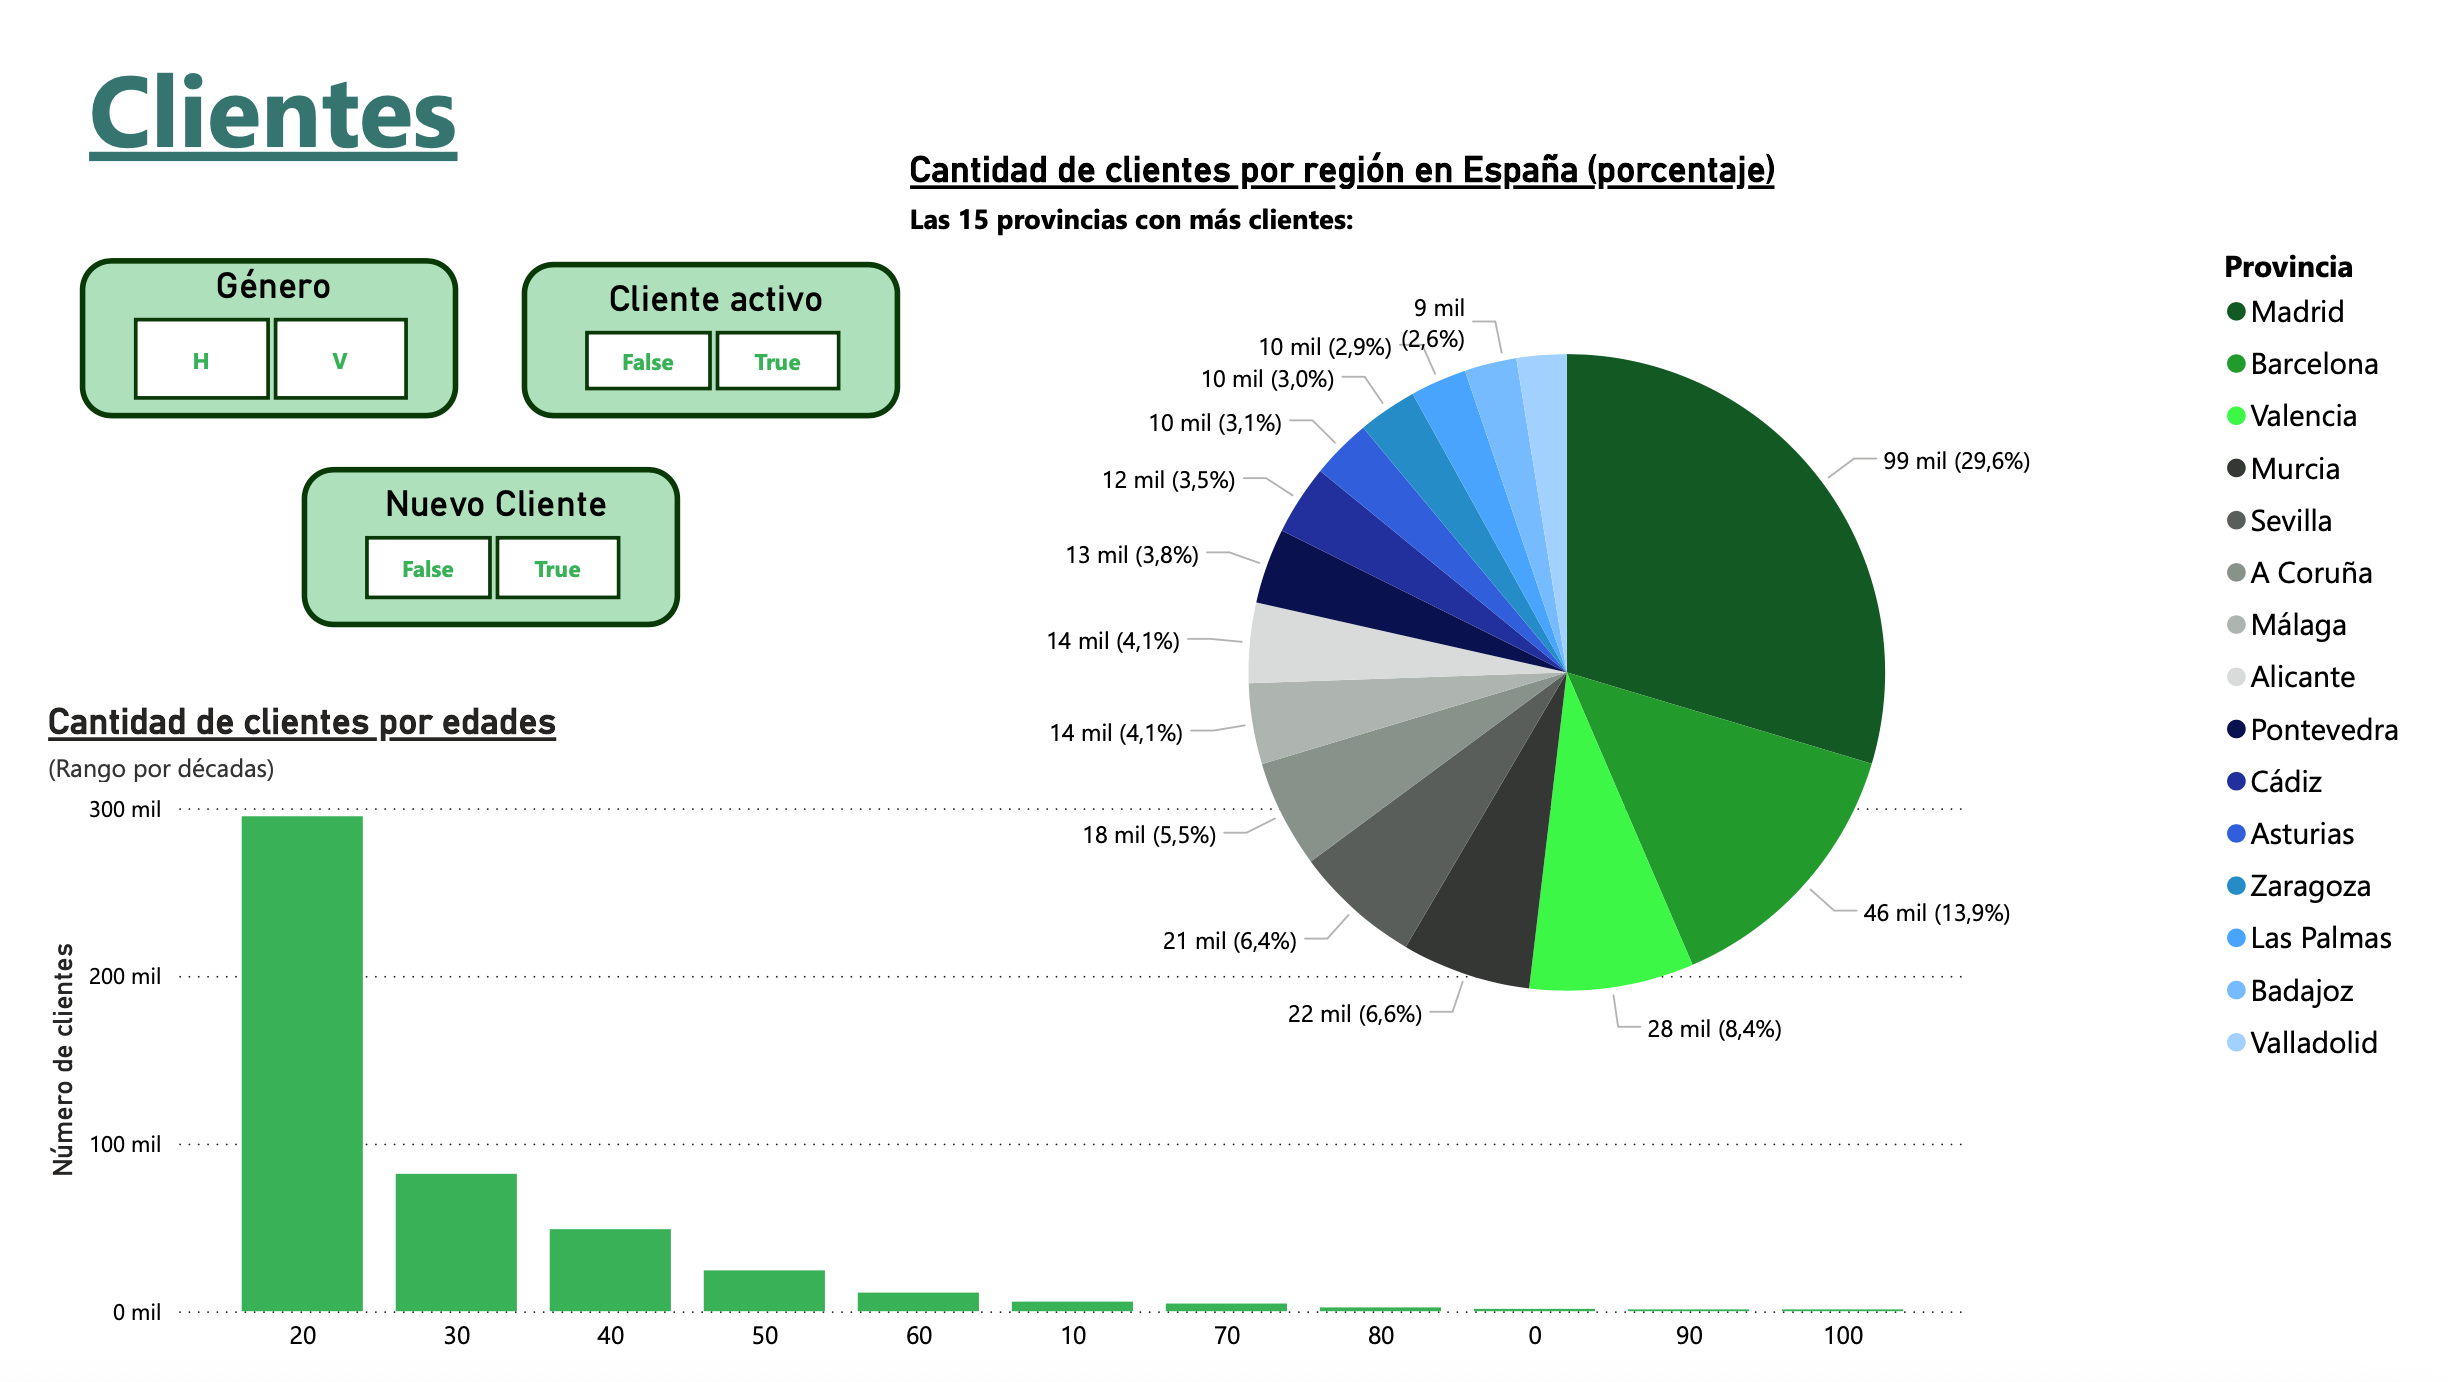 Clientes
Género
H
V
Cliente activo
False
True
Nuevo Cliente
False
True
Cantidad de clientes por región en España (porcentaje)
Las 15 provincias con más clientes:
99 mil (29,6%)
46 mil (13,9%)
28 mil (8,4%)
22 mil (6,6%)
21 mil (6,4%)
18 mil (5,5%)
14 mil (4,1%)
14 mil (4,1%)
13 mil (3,8%)
12 mil (3,5%)
10 mil (3,1%)
10 mil (3,0%)
10 mil (2,9%)
9 mil
(2,6%)
Provincia
Madrid
Barcelona
Valencia
Murcia
Sevilla
A Coruña
Málaga
Alicante
Pontevedra
Cádiz
Asturias
Zaragoza
Las Palmas
Badajoz
Valladolid
Cantidad de clientes por edades
(Rango por décadas)
Número de clientes
300 mil
200 mil
100 mil
0 mil
20 30 40 50 60 10 70 80 0 90 100